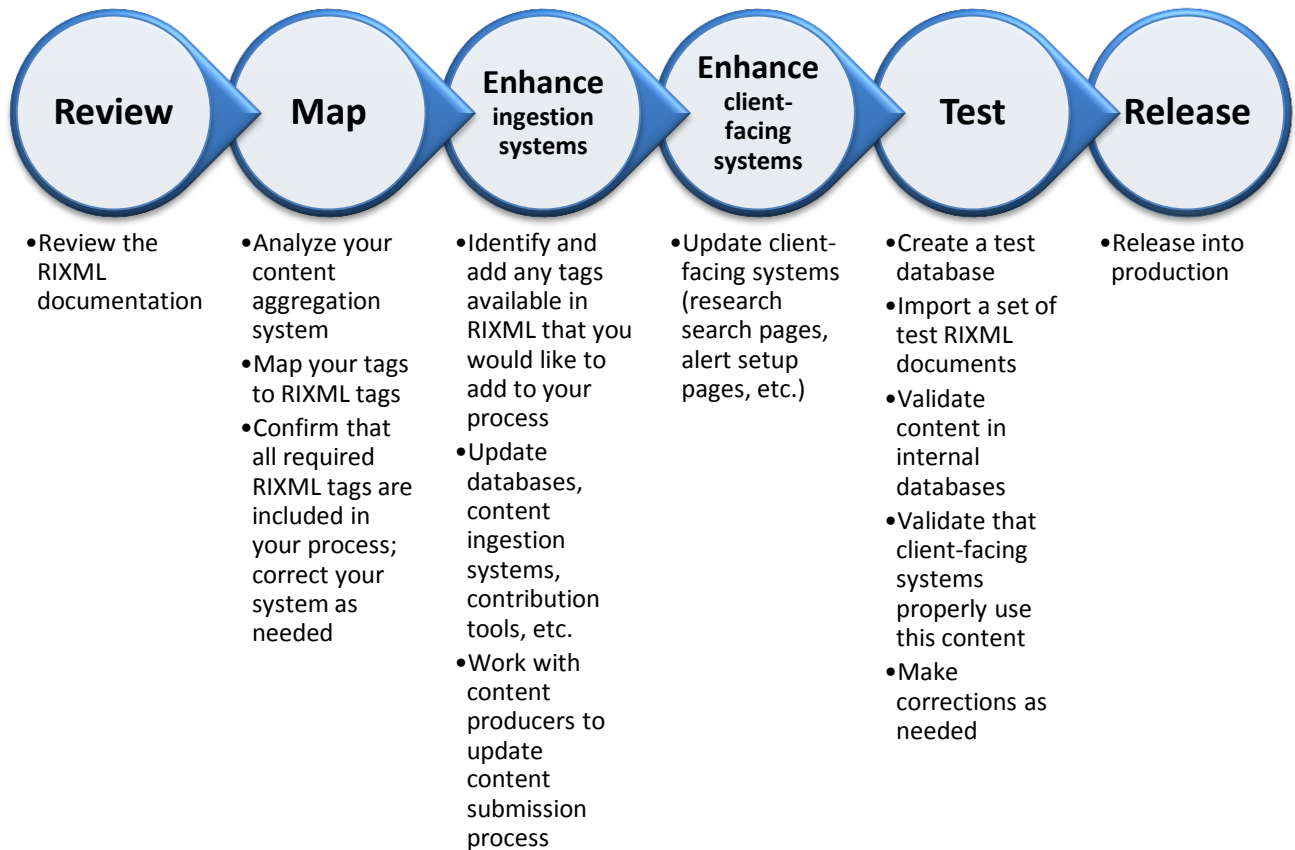 Review
Map
Enhance
ingestion
systems
Enhance
client-
facing
systems
Test
Release
•Review the
RIXML
documentation
•Analyze your
content
aggregation
system
•Map your tags
to RIXML tags
•Confirm that
all required
RIXML tags are
included in
your process;
correct your
system as
needed
•Identify and
add any tags
available in
RIXML that you
would like to
add to your
process
•Update
databases,
content
ingestion
systems,
contribution
tools, etc.
•Work with
content
producers to
update
content
submission
process
•Update client-
facing systems
(research
search pages,
alert setup
pages, etc.)
•Create a test
database
•Import a set of
test RIXML
documents
•Validate
content in
internal
databases
•Validate that
client-facing
systems
properly use
this content
•Make
corrections as
needed
•Release into
production